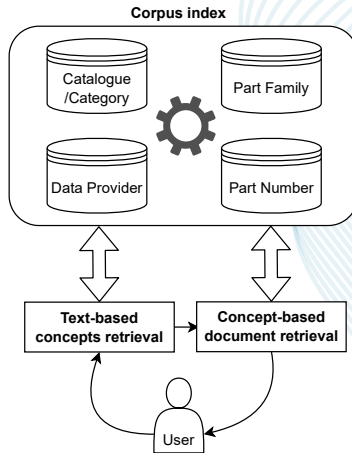 Corpus index
Catalogue
/Category
Part Family
Data Provider
Part Number
Text-based
concepts retrieval
Concept-based
document retrieval
User